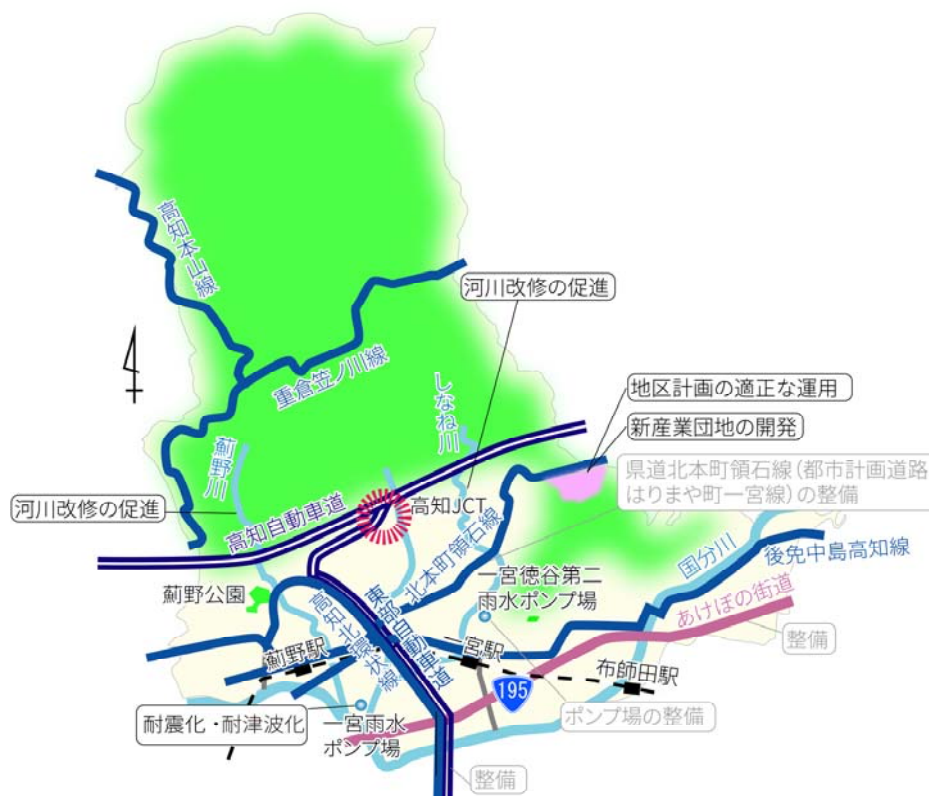 高知本山線
河川改修の促進
重倉笠ノ川線
しなね川
地区計画の適正な運用
新産業団地の開発
薊野川
県道北本町領石線（都市計画道路
はりまや町一宮線）の整備
河川改修の促進
高知自動車道
高知JCT
北本町領石線
国分川
後免中島高知線
一宮徳谷第二
雨水ポンプ場
薊野公園
東部自動車道
高知北環状線
あけぼの街道
整備
薊野駅
一宮駅
布師田駅
195
ポンプ場の整備
耐震化・耐津波化
一宮雨水
ポンプ場
整備